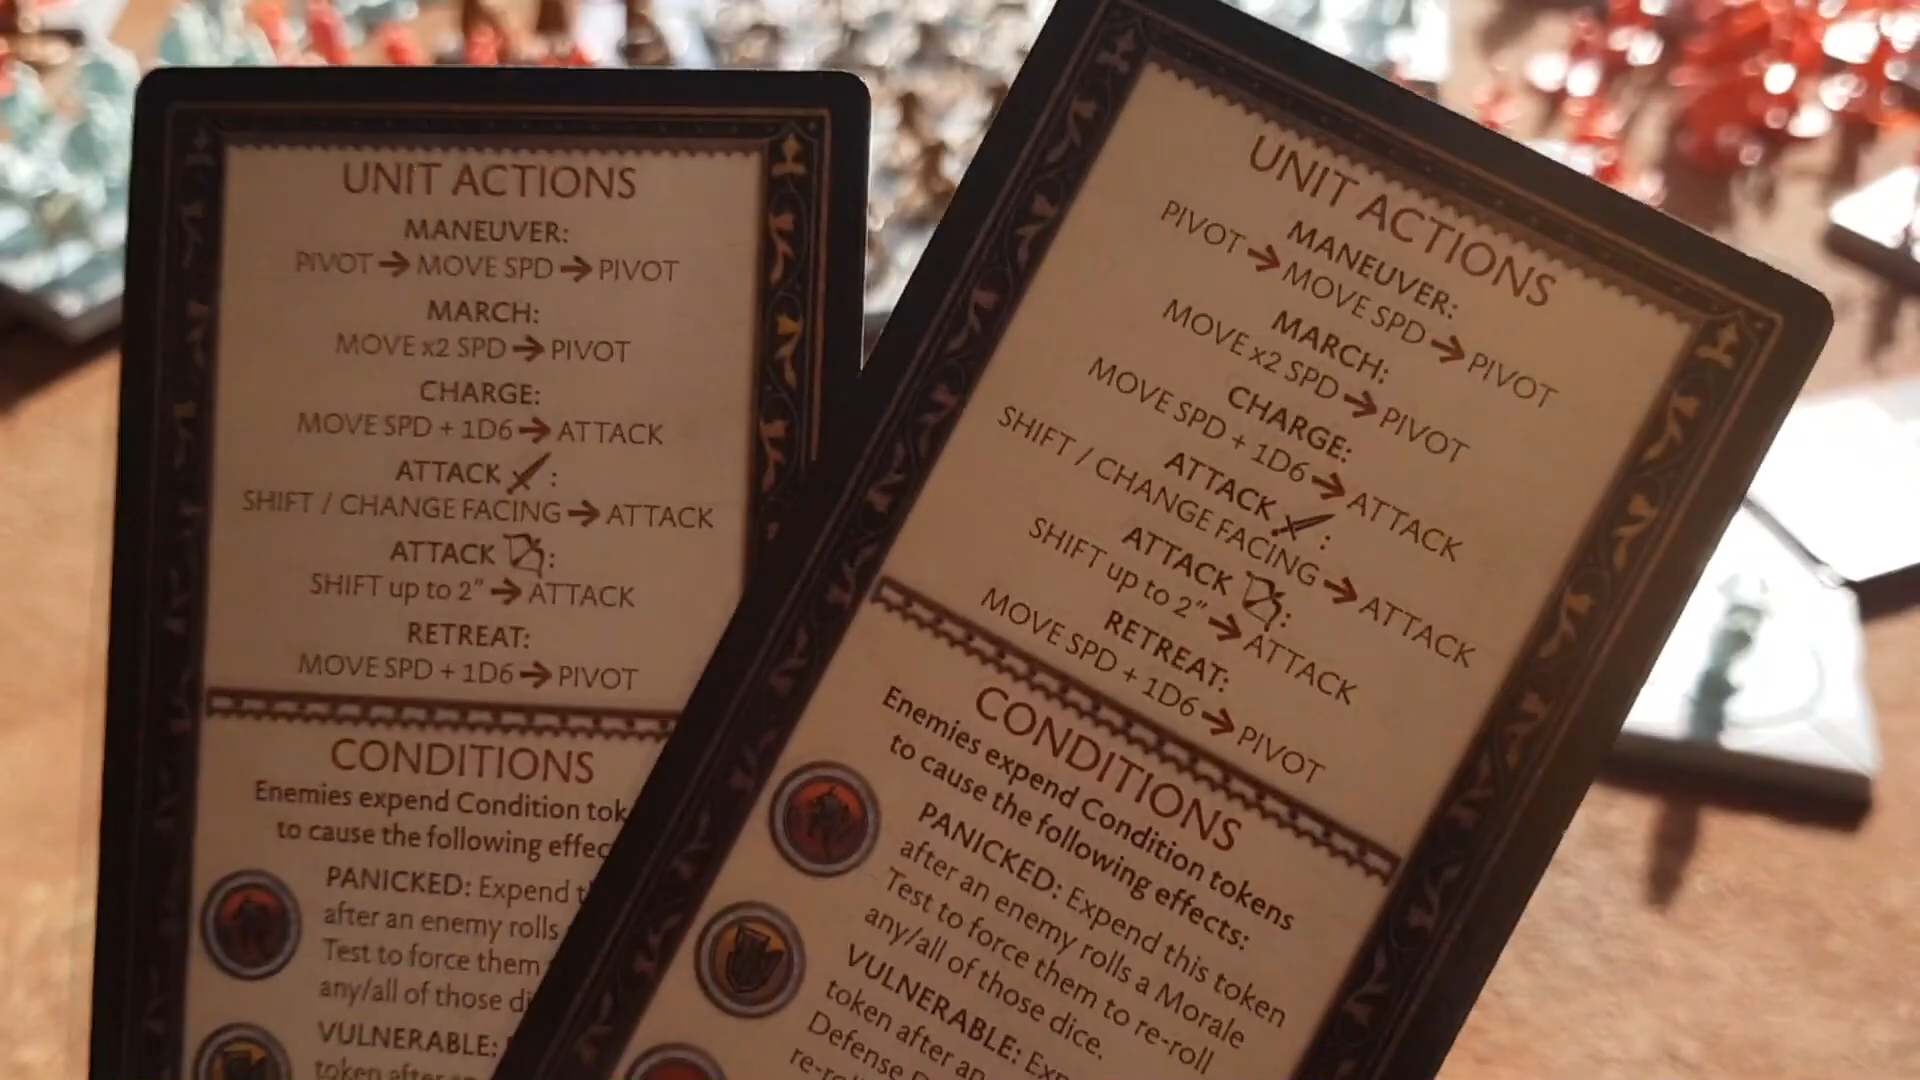 UNIT ACTIONS
MANEUVER:
PIVOT → MOVE SPD → PIVOT
MARCH:
MOVE x2 SPD → PIVOT
CHARGE:
MOVE SPD + 1D6 → ATTACK
ATTACK :
SHIFT / CHANGE FACING → ATTACK
ATTACK :
SHIFT up to 2" → ATTACK
RETREAT:
MOVE SPD + 1D6 → PIVOT
CONDITIONS
Enemies expend Condition tok
to cause the following effec
PANICKED: Expend t
after an enemy rolls
Test to force them
any/all of those di
VULNERABLE:
token after
UNIT ACTIONS
MANEUVER:
PIVOT → MOVE SPD → PIVOT
MARCH:
MOVE x2 SPD → PIVOT
CHARGE:
MOVE SPD + 1D6 → ATTACK
ATTACK :
SHIFT / CHANGE FACING → ATTACK
ATTACK :
SHIFT up to 2" → ATTACK
RETREAT:
MOVE SPD + 1D6 → PIVOT
CONDITIONS
Enemies expend Condition tokens
to cause the following effects:
PANICKED: Expend this token
after an enemy rolls a Morale
Test to force them to re-roll
any/all of those dice.
VULNERABLE: Exp
token after an
Defense
re-ro